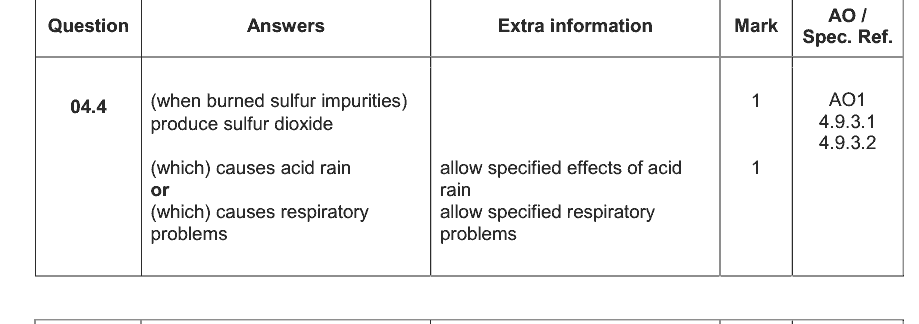 Question Answers Extra information Mark AO /
Spec. Ref.
04.4 (when burned sulfur impurities) 1 AO1
produce sulfur dioxide 4.9.3.1
4.9.3.2
(which) causes acid rain allow specified effects of acid 1
or rain
(which) causes respiratory allow specified respiratory
problems problems